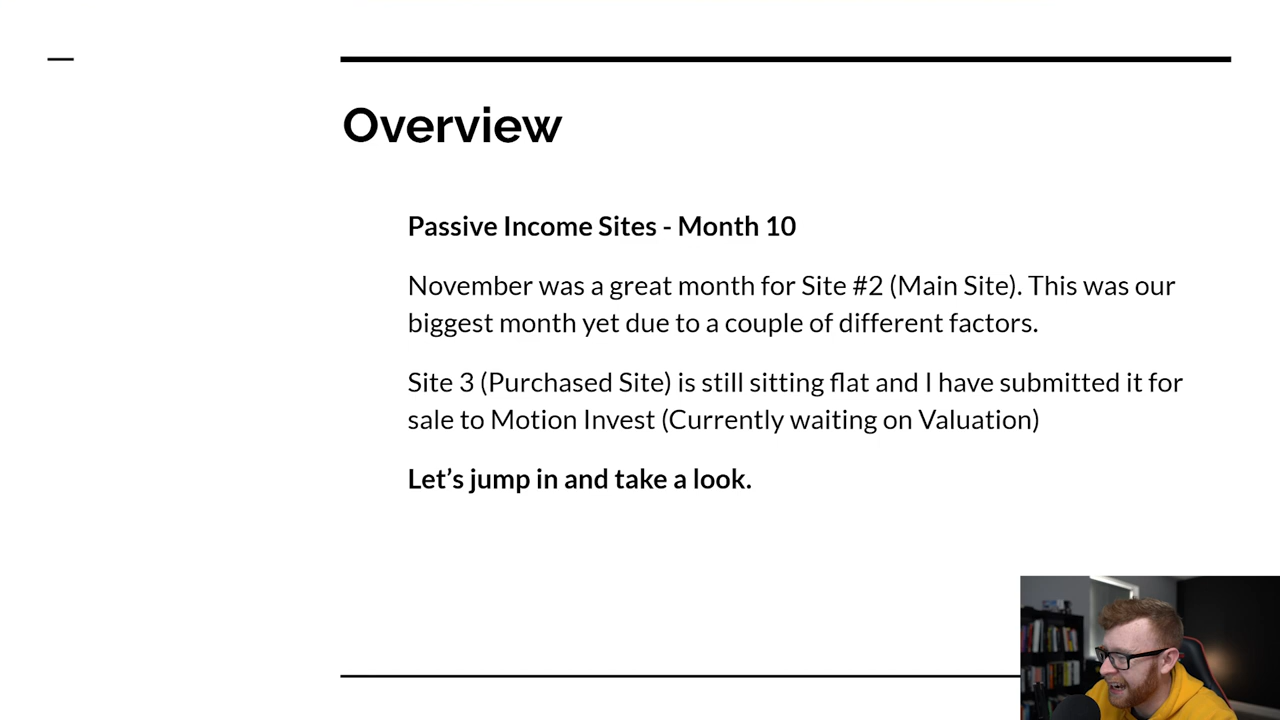 Overview
Passive Income Sites - Month 10
November was a great month for Site #2 (Main Site). This was our
biggest month yet due to a couple of different factors.
Site 3 (Purchased Site) is still sitting flat and I have submitted it for
sale to Motion Invest (Currently waiting on Valuation)
Let’s jump in and take a look.